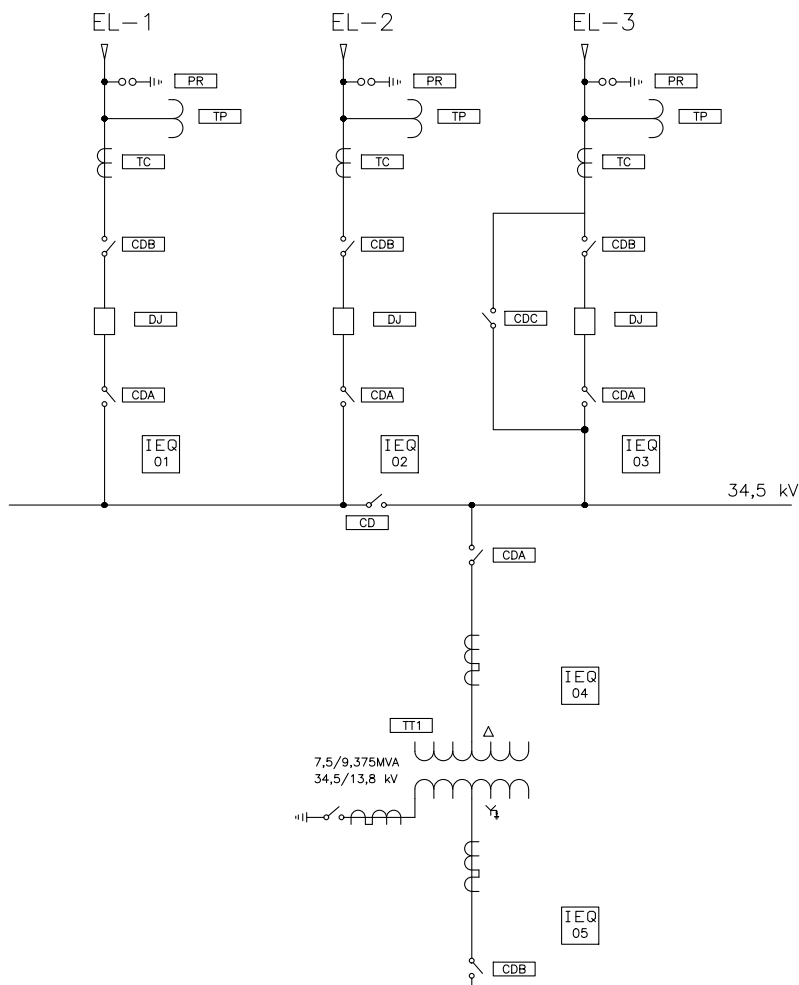 EL-1 EL-2 EL-3
PR PR PR
TP TP TP
TC TC TC
CDB CDB CDB
DJ DJ CDC DJ
CDA CDA CDA
IEQ IEQ IEQ
01 02 03
34,5 kV
CD
CDA
IEQ
04
TT1
7,5/9,375MVA
34,5/13,8 kV
IEQ
05
CDB